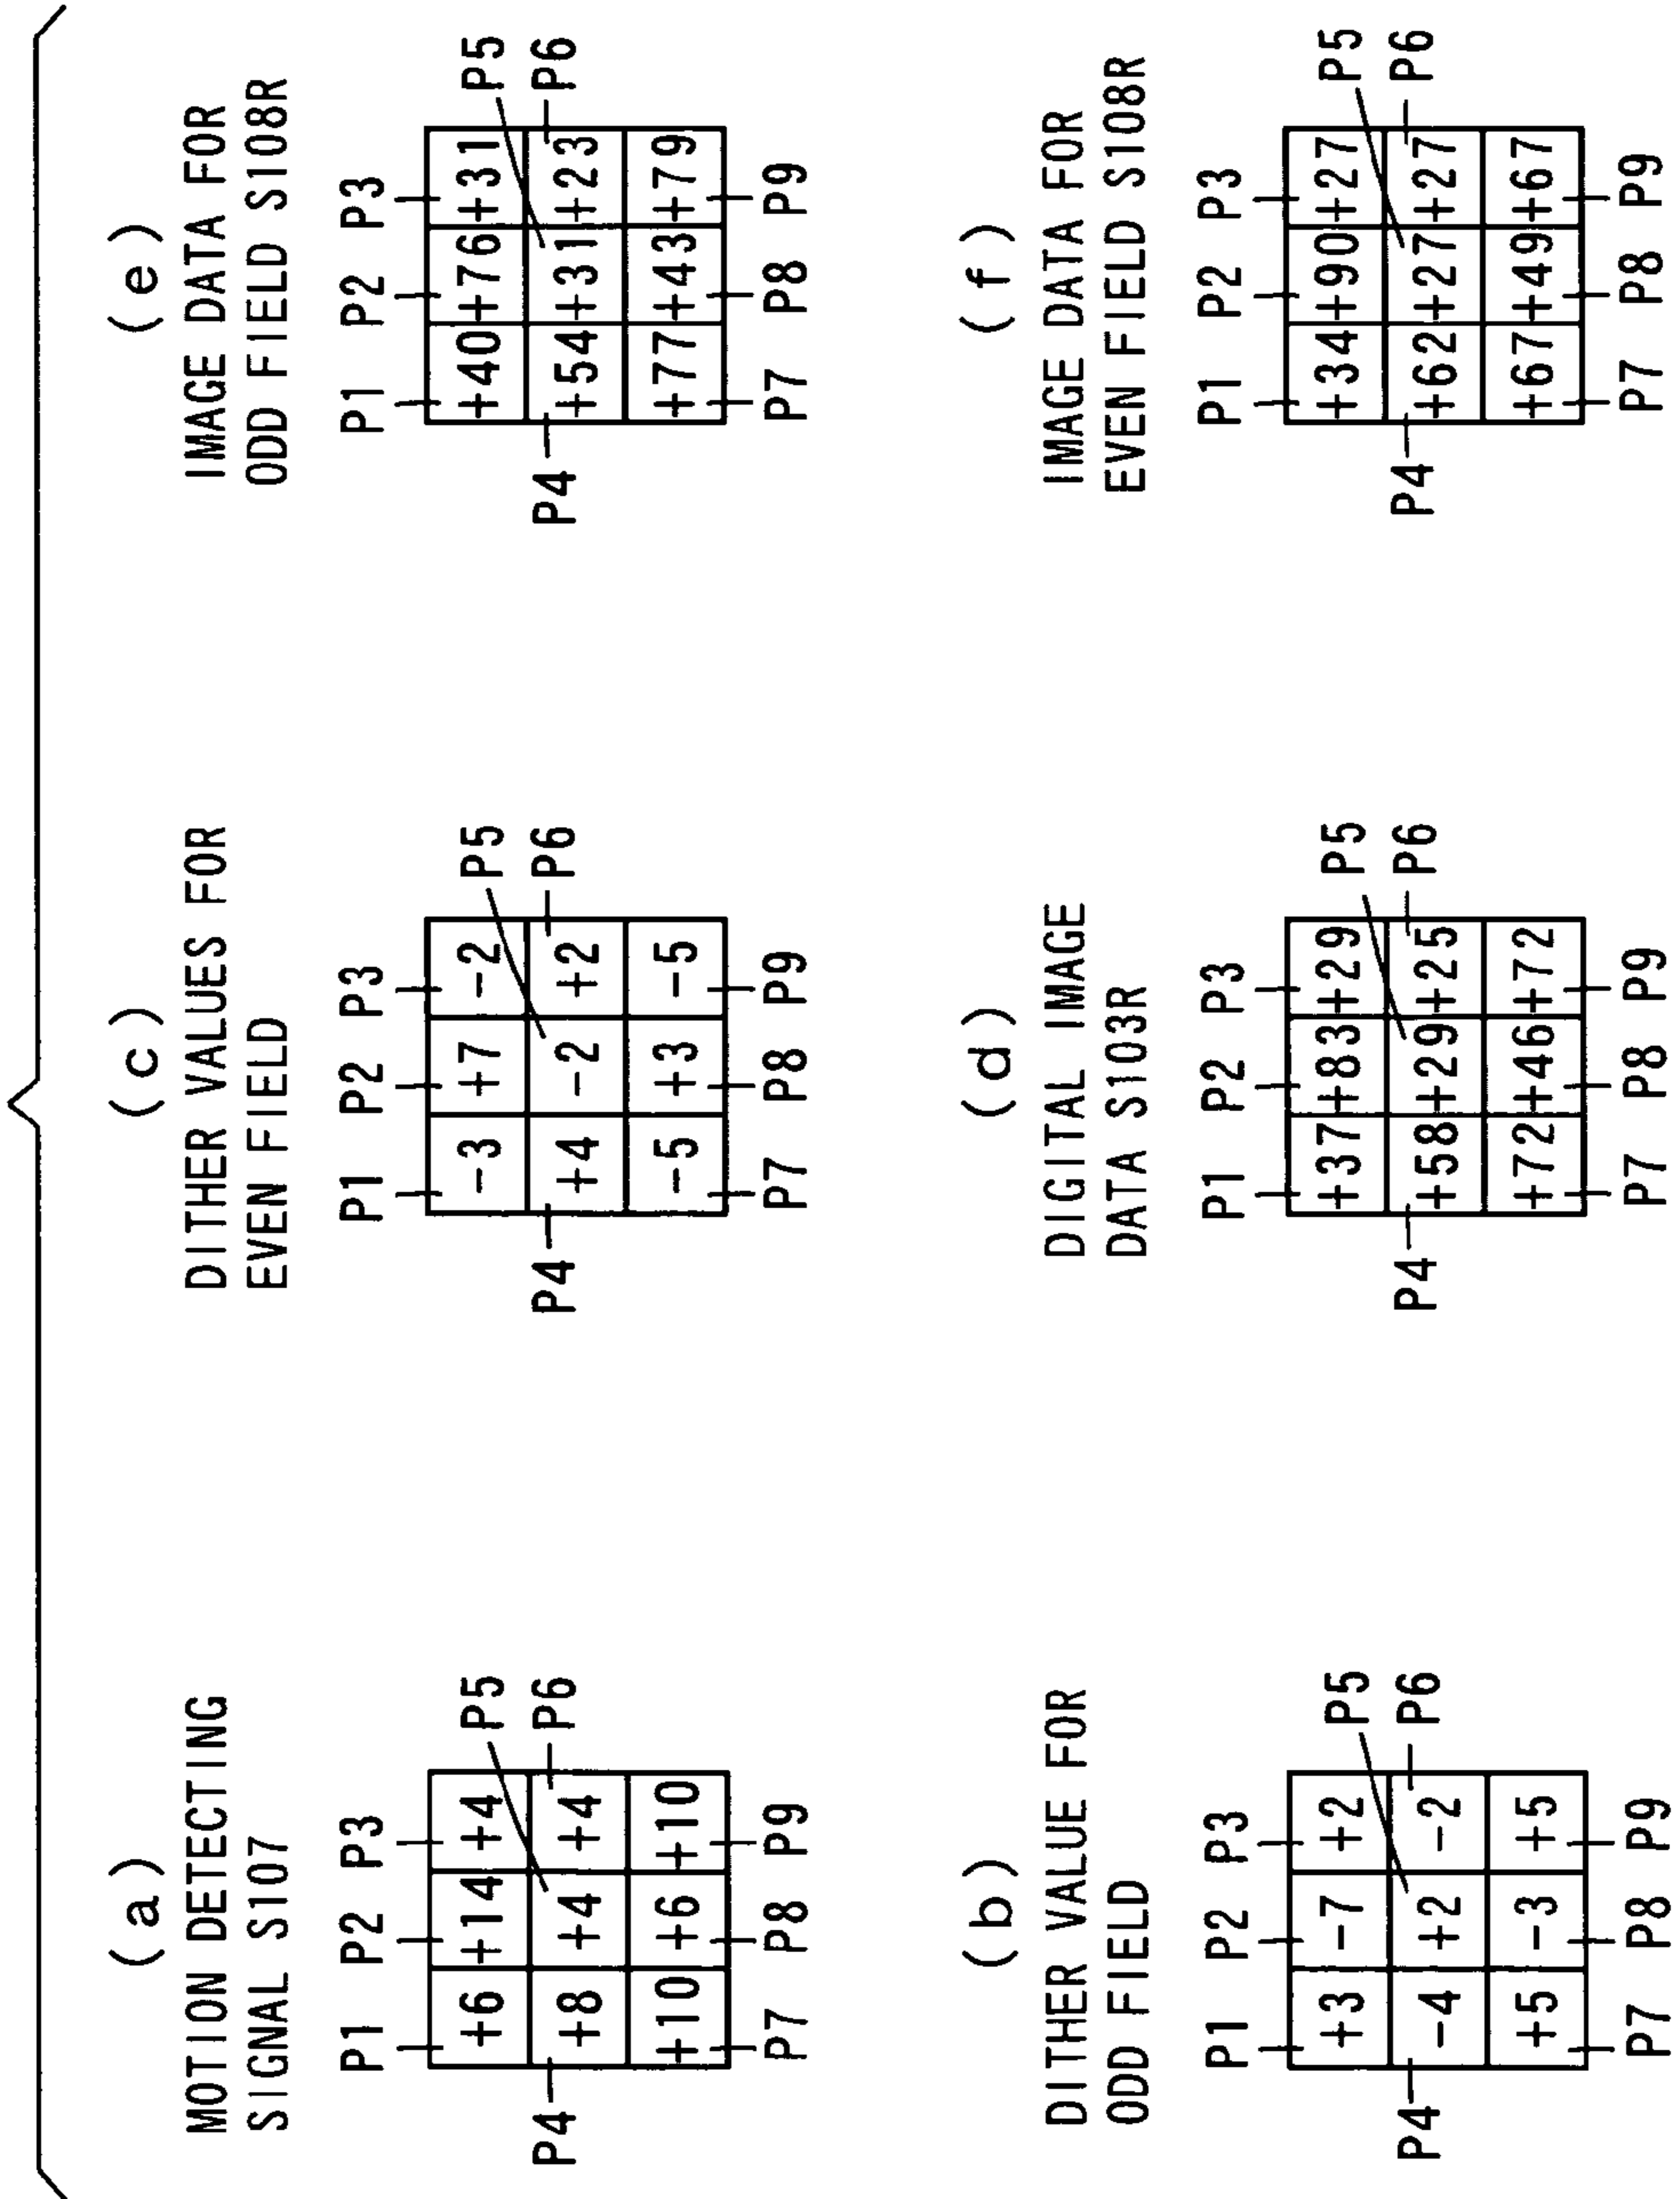 (a)
MOTION DETECTING
SIGNAL S107
P1 P2 P3
+6 +14 +4 P5
P4 +8 +4 +4 P6
+10 +6 +10
P7 P8 P9
(c)
DITHER VALUES FOR
EVEN FIELD
P1 P2 P3
-3 +7 -2 P5
P4 +4 -2 +2 P6
-5 +3 -5
P7 P8 P9
(e)
IMAGE DATA FOR
ODD FIELD S108R
P1 P2 P3
+40 +76 +31 P5
P4 +54 +31 +23 P6
+77 +43 +79
P7 P8 P9
(b)
DITHER VALUE FOR
ODD FIELD
P1 P2 P3
+3 -7 +2 P5
P4 -4 +2 -2 P6
+5 -3 +5
P7 P8 P9
(d)
DIGITAL IMAGE
DATA S103R
P1 P2 P3
+37 +83 +29 P5
P4 +58 +29 +25 P6
+72 +46 +72
P7 P8 P9
(f)
IMAGE DATA FOR
EVEN FIELD S108R
P1 P2 P3
+34 +90 +27 P5
P4 +62 +27 +27 P6
+67 +49 +67
P7 P8 P9